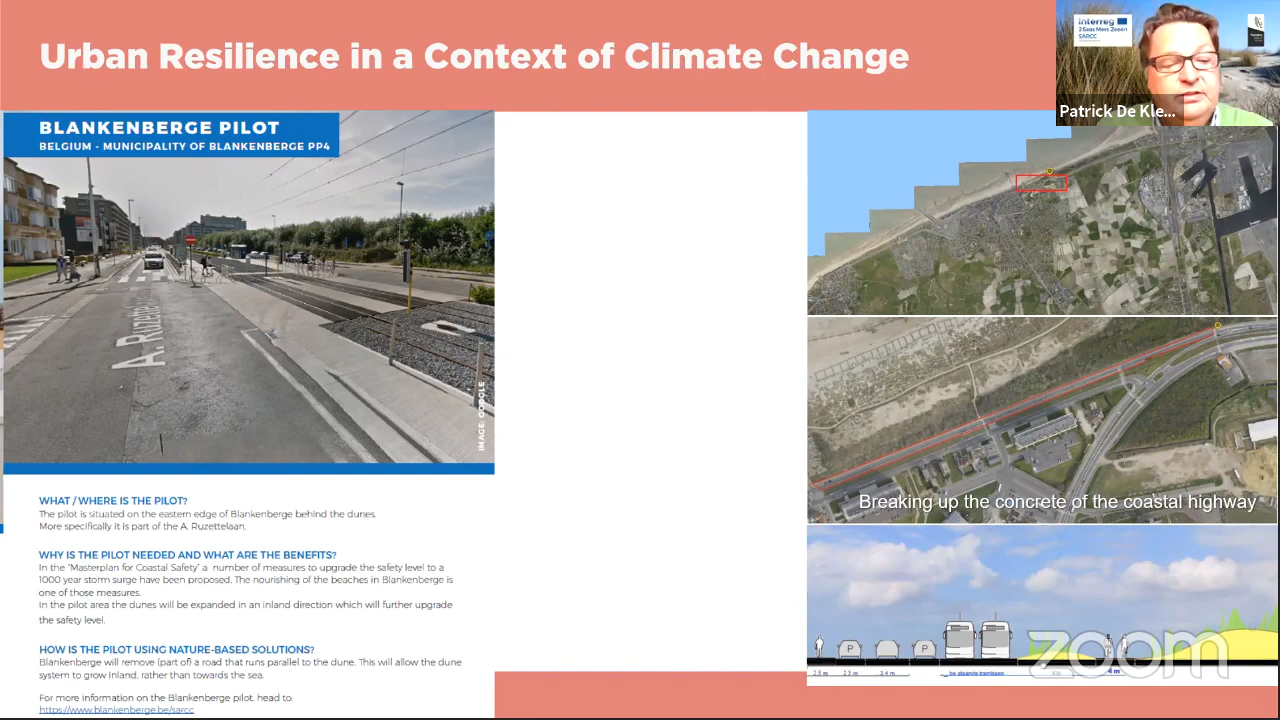 Urban Resilience in a Context of Climate Change
Interreg
2 Seas Mers Zeeën
SARCC
Patrick De Kle...
BLANKENBERGE PILOT
BELGIUM - MUNICIPALITY OF BLANKENBERGE PP4
A. Ruzette
IMAGE: GOOGLE
WHAT / WHERE IS THE PILOT?
The pilot is situated on the eastern edge of Blankenberge behind the dunes.
More specifically it is part of the A. Ruzettelaan.
WHY IS THE PILOT NEEDED AND WHAT ARE THE BENEFITS?
In the 'Masterplan for Coastal Safety' a number of measures to upgrade the safety level to a
1000 year storm surge have been proposed. The nourishing of the beaches in Blankenberge is
one of those measures.
In the pilot area the dunes will be expanded in an inland direction which will further upgrade
the safety level.
HOW IS THE PILOT USING NATURE-BASED SOLUTIONS?
Blankenberge will remove (part of) a road that runs parallel to the dune. This will allow the dune
system to grow inland, rather than towards the sea.
For more information on the Blankenberge pilot, head to:
https://www.blankenberge.be/sarcc
Breaking up the concrete of the coastal highway
P P P
zoom
2.3 m 3.4 m bestaande trambaan 4 m